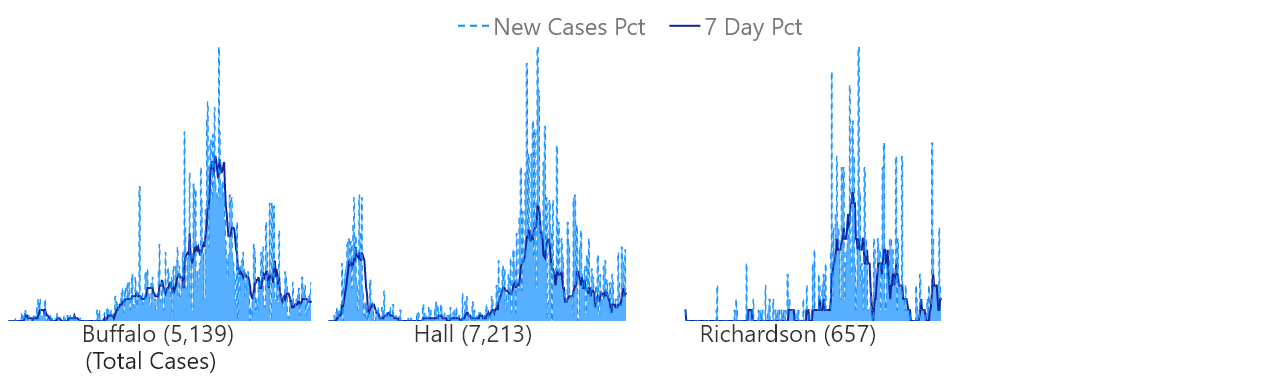 New Cases Pct 7 Day Pct
Buffalo (5,139) Hall (7,213) Richardson (657)
(Total Cases)